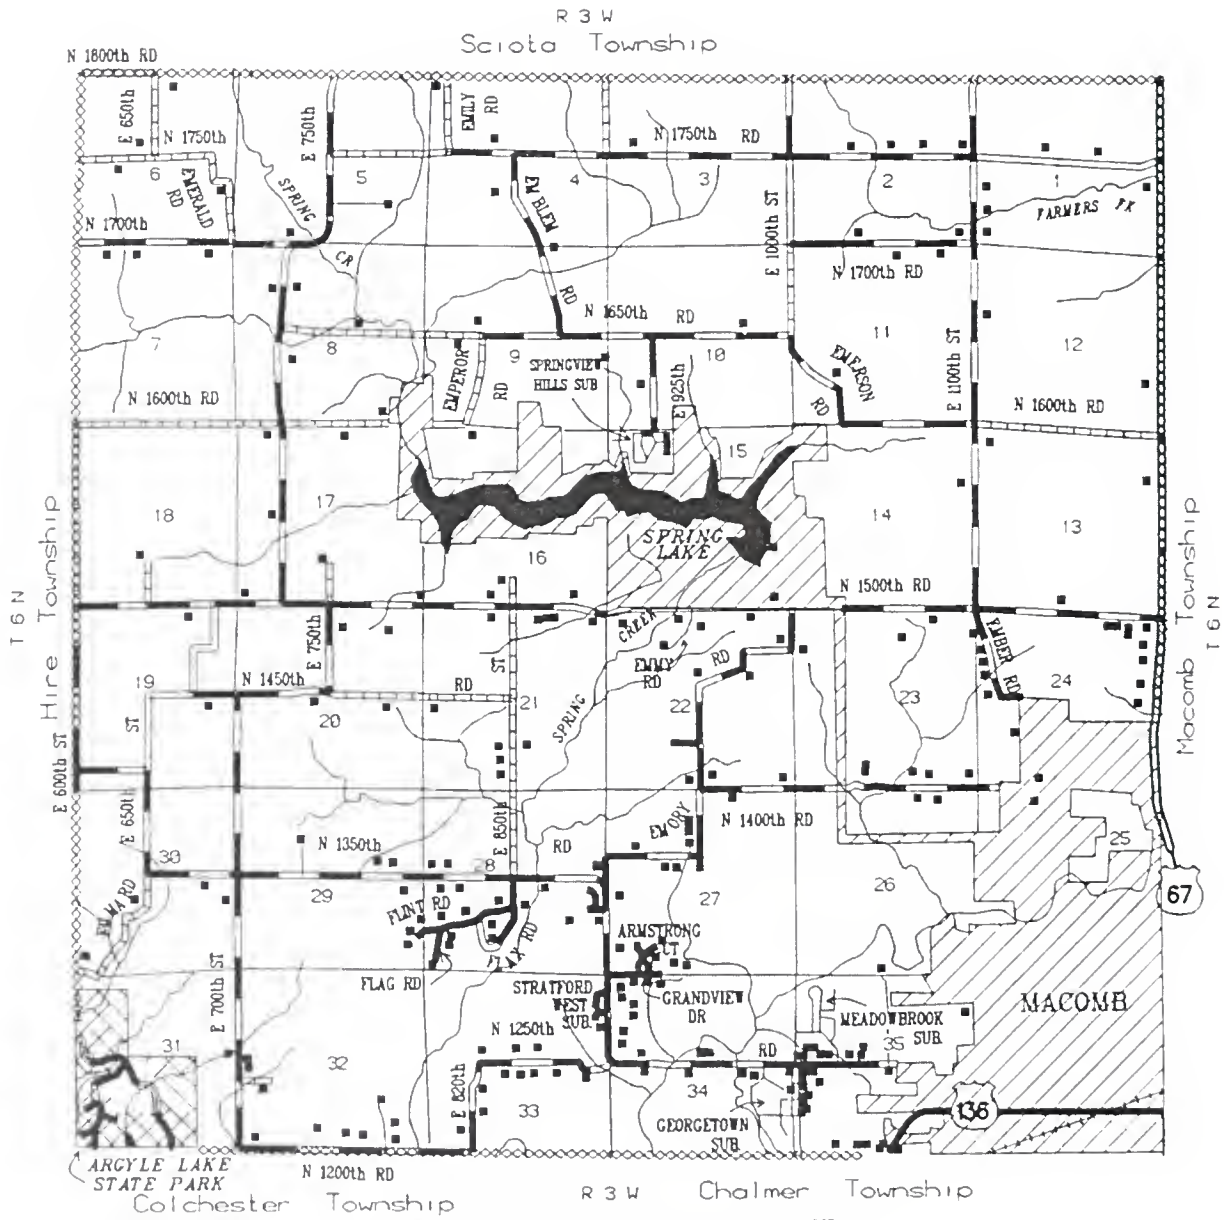 R 3 W
Sciota Township
N 1800th RD
E 650th
N 1750th
E 750th
EMILY
RD
N 1750th RD
6
5
4
3
2
1
EMERALD
RD
SPRING
CR
EMBLEM
RD
E 1000th ST
FARMERS FK
N 1700th
N 1700th RD
N 1650th
RD
7
8
9
10
11
12
EMPEROR
RD
SPRINGVIEW
HILLS SUB
E 925th
EMERSON
RD
E 1100th ST
N 1600th RD
N 1600th RD
18
17
16
15
14
13
SPRING
LAKE
T 6 N
Hire Township
Macomb Township
T 6 N
N 1500th RD
E 750th
CREEK
SPRING
EMMY
RD
RD
EMBER
RD
19
N 1450th
RD
ST
20
21
22
23
24
E 600th ST
ST
E 650th
E 850th
EMORY
N 1400th RD
25
N 1350th
RD
30
29
28
27
26
67
FLINT RD
FLAX RD
FLAG RD
ARMSTRONG
CT
E 700th ST
STRATFORD
WEST
SUB.
GRANDVIEW
DR
MEADOWBROOK
SUB.
MACOMB
N 1250th
RD
31
32
33
34
35
E 820th
GEORGETOWN
SUB.
136
ARGYLE LAKE
STATE PARK
N 1200th RD
Colchester Township
R 3 W
Chalmer Township